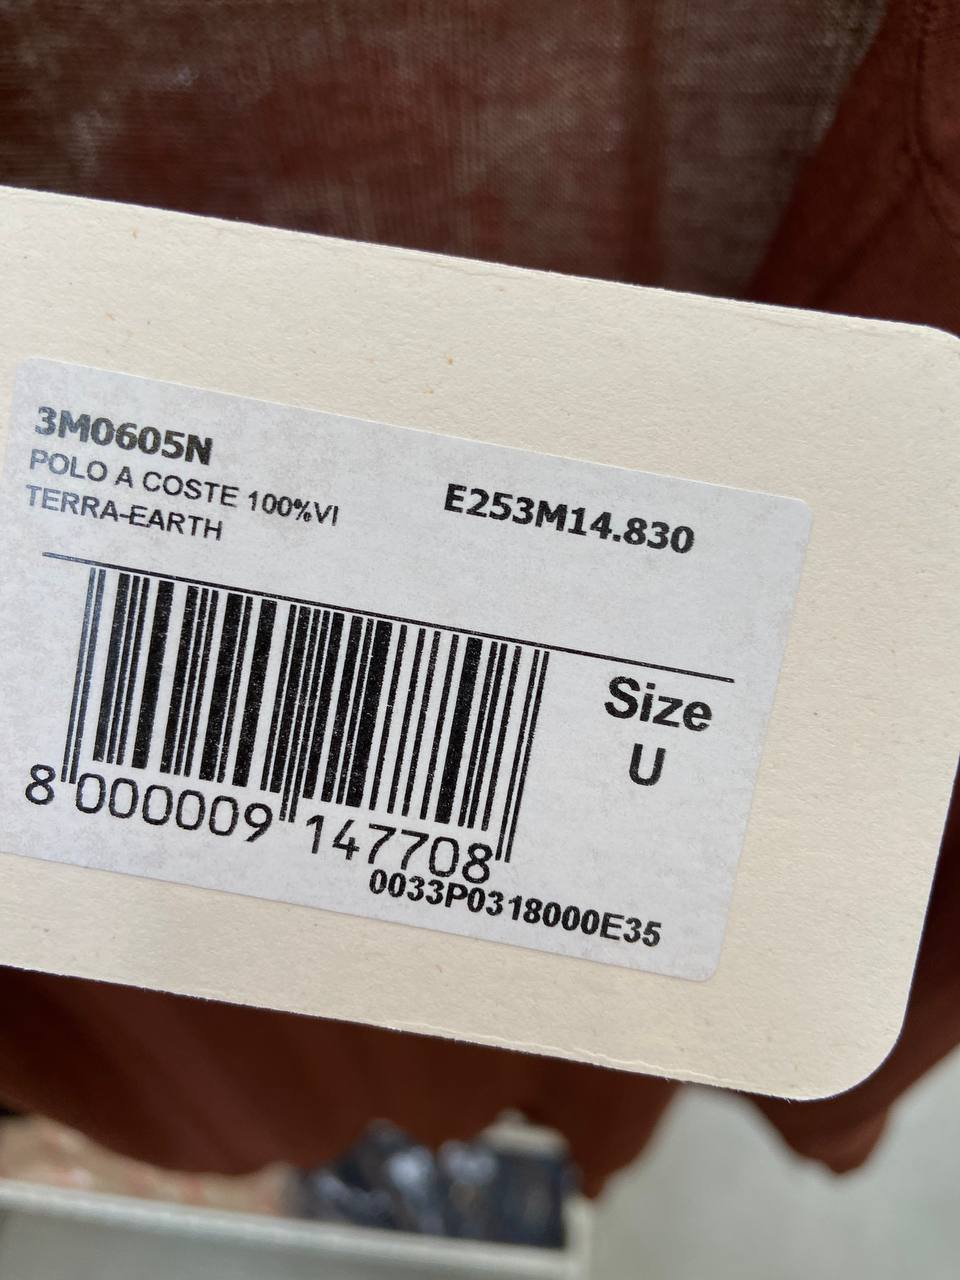 3M0605N
POLO A COSTE 100%VI
TERRA-EARTH
E253M14.830
Size
U
8 000009 147708
0033P0318000E35